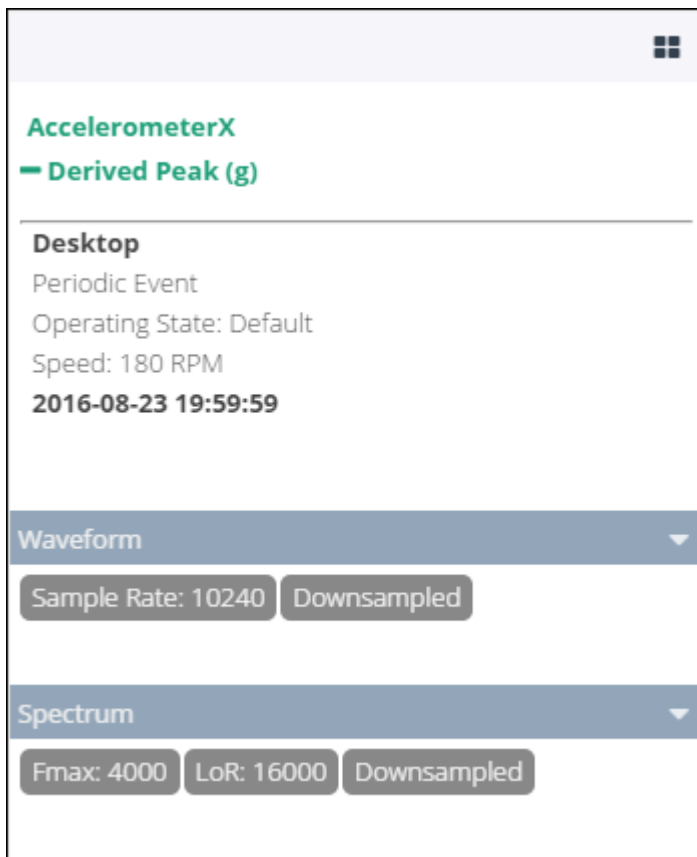 AccelerometerX
Derived Peak (g)
Desktop
Periodic Event
Operating State: Default
Speed: 180 RPM
2016-08-23 19:59:59
Waveform
Sample Rate: 10240 Downsampled
Spectrum
Fmax: 4000 LoR: 16000 Downsampled